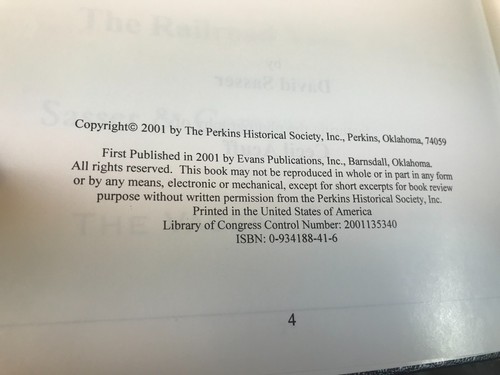 Copyright© 2001 by The Perkins Historical Society, Inc., Perkins, Oklahoma, 74059
First Published in 2001 by Evans Publications, Inc., Barnsdall, Oklahoma.
All rights reserved. This book may not be reproduced in whole or in part in any form
or by any means, electronic or mechanical, except for short excerpts for book review
purpose without written permission from the Perkins Historical Society, Inc.
Printed in the United States of America
Library of Congress Control Number: 2001135340
ISBN: 0-934188-41-6
4